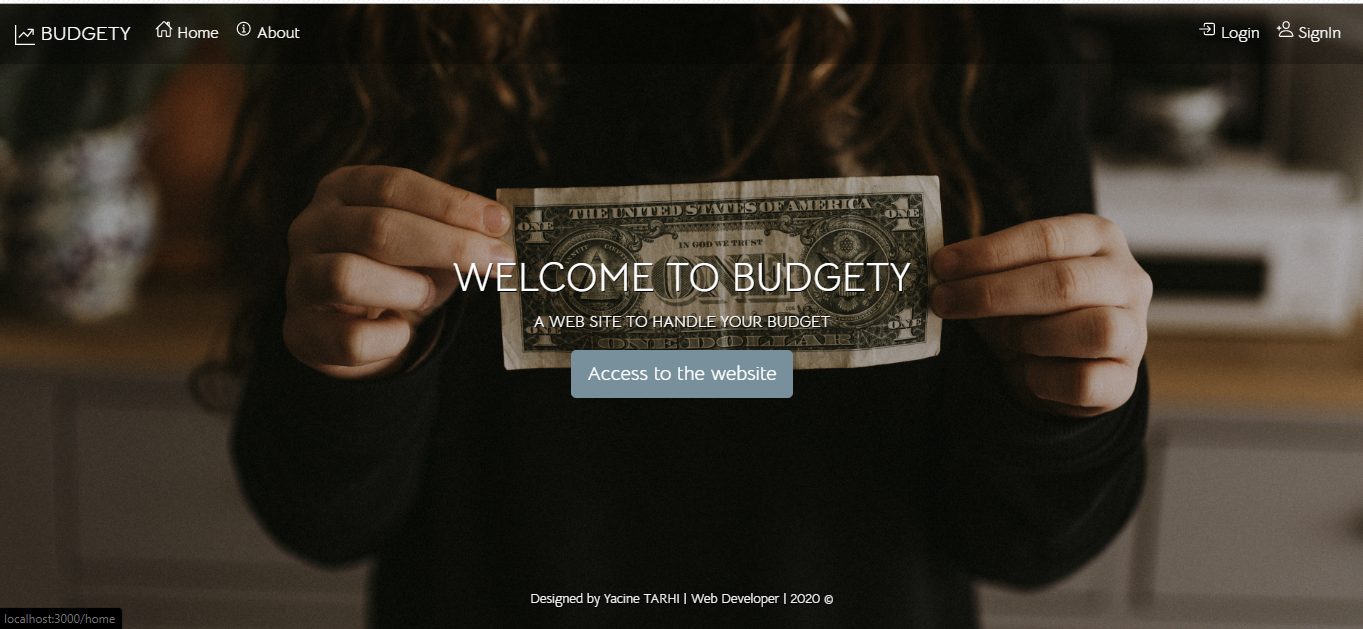 BUDGETY Home About Login SignIn
THE UNITED STATES OF AMERICA
ONE ONE
IN GOD WE TRUST
WELCOME TO BUDGETY
ONE
A WEB SITE TO HANDLE YOUR BUDGET
ONE
ONE DOLLAR
Access to the website
Designed by Yacine TARHI | Web Developer | 2020 ©
localhost:3000/home